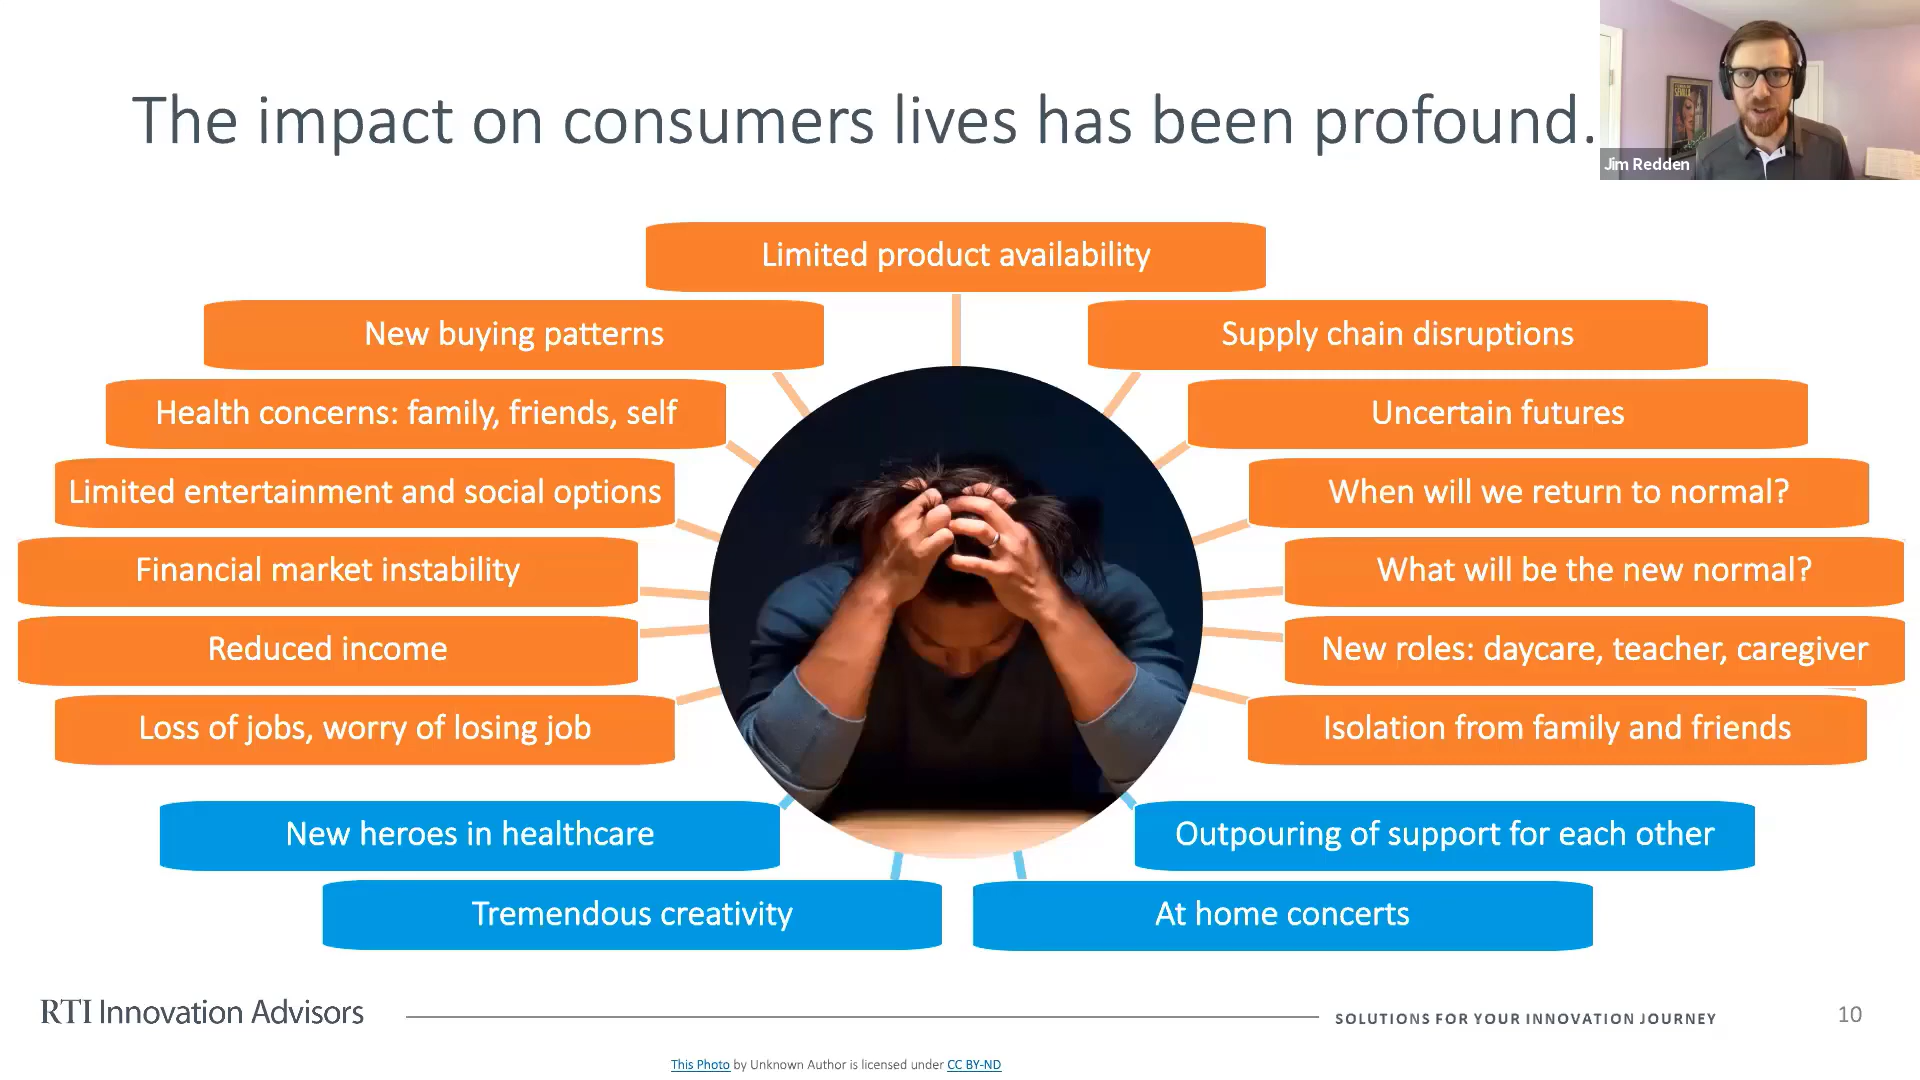 The impact on consumers lives has been profound.
Jim Redden
Limited product availability
New buying patterns
Supply chain disruptions
Health concerns: family, friends, self
Uncertain futures
Limited entertainment and social options
When will we return to normal?
Financial market instability
What will be the new normal?
Reduced income
New roles: daycare, teacher, caregiver
Loss of jobs, worry of losing job
Isolation from family and friends
New heroes in healthcare
Outpouring of support for each other
Tremendous creativity
At home concerts
RTI Innovation Advisors
SOLUTIONS FOR YOUR INNOVATION JOURNEY
10
This Photo by Unknown Author is licensed under CC BY-ND